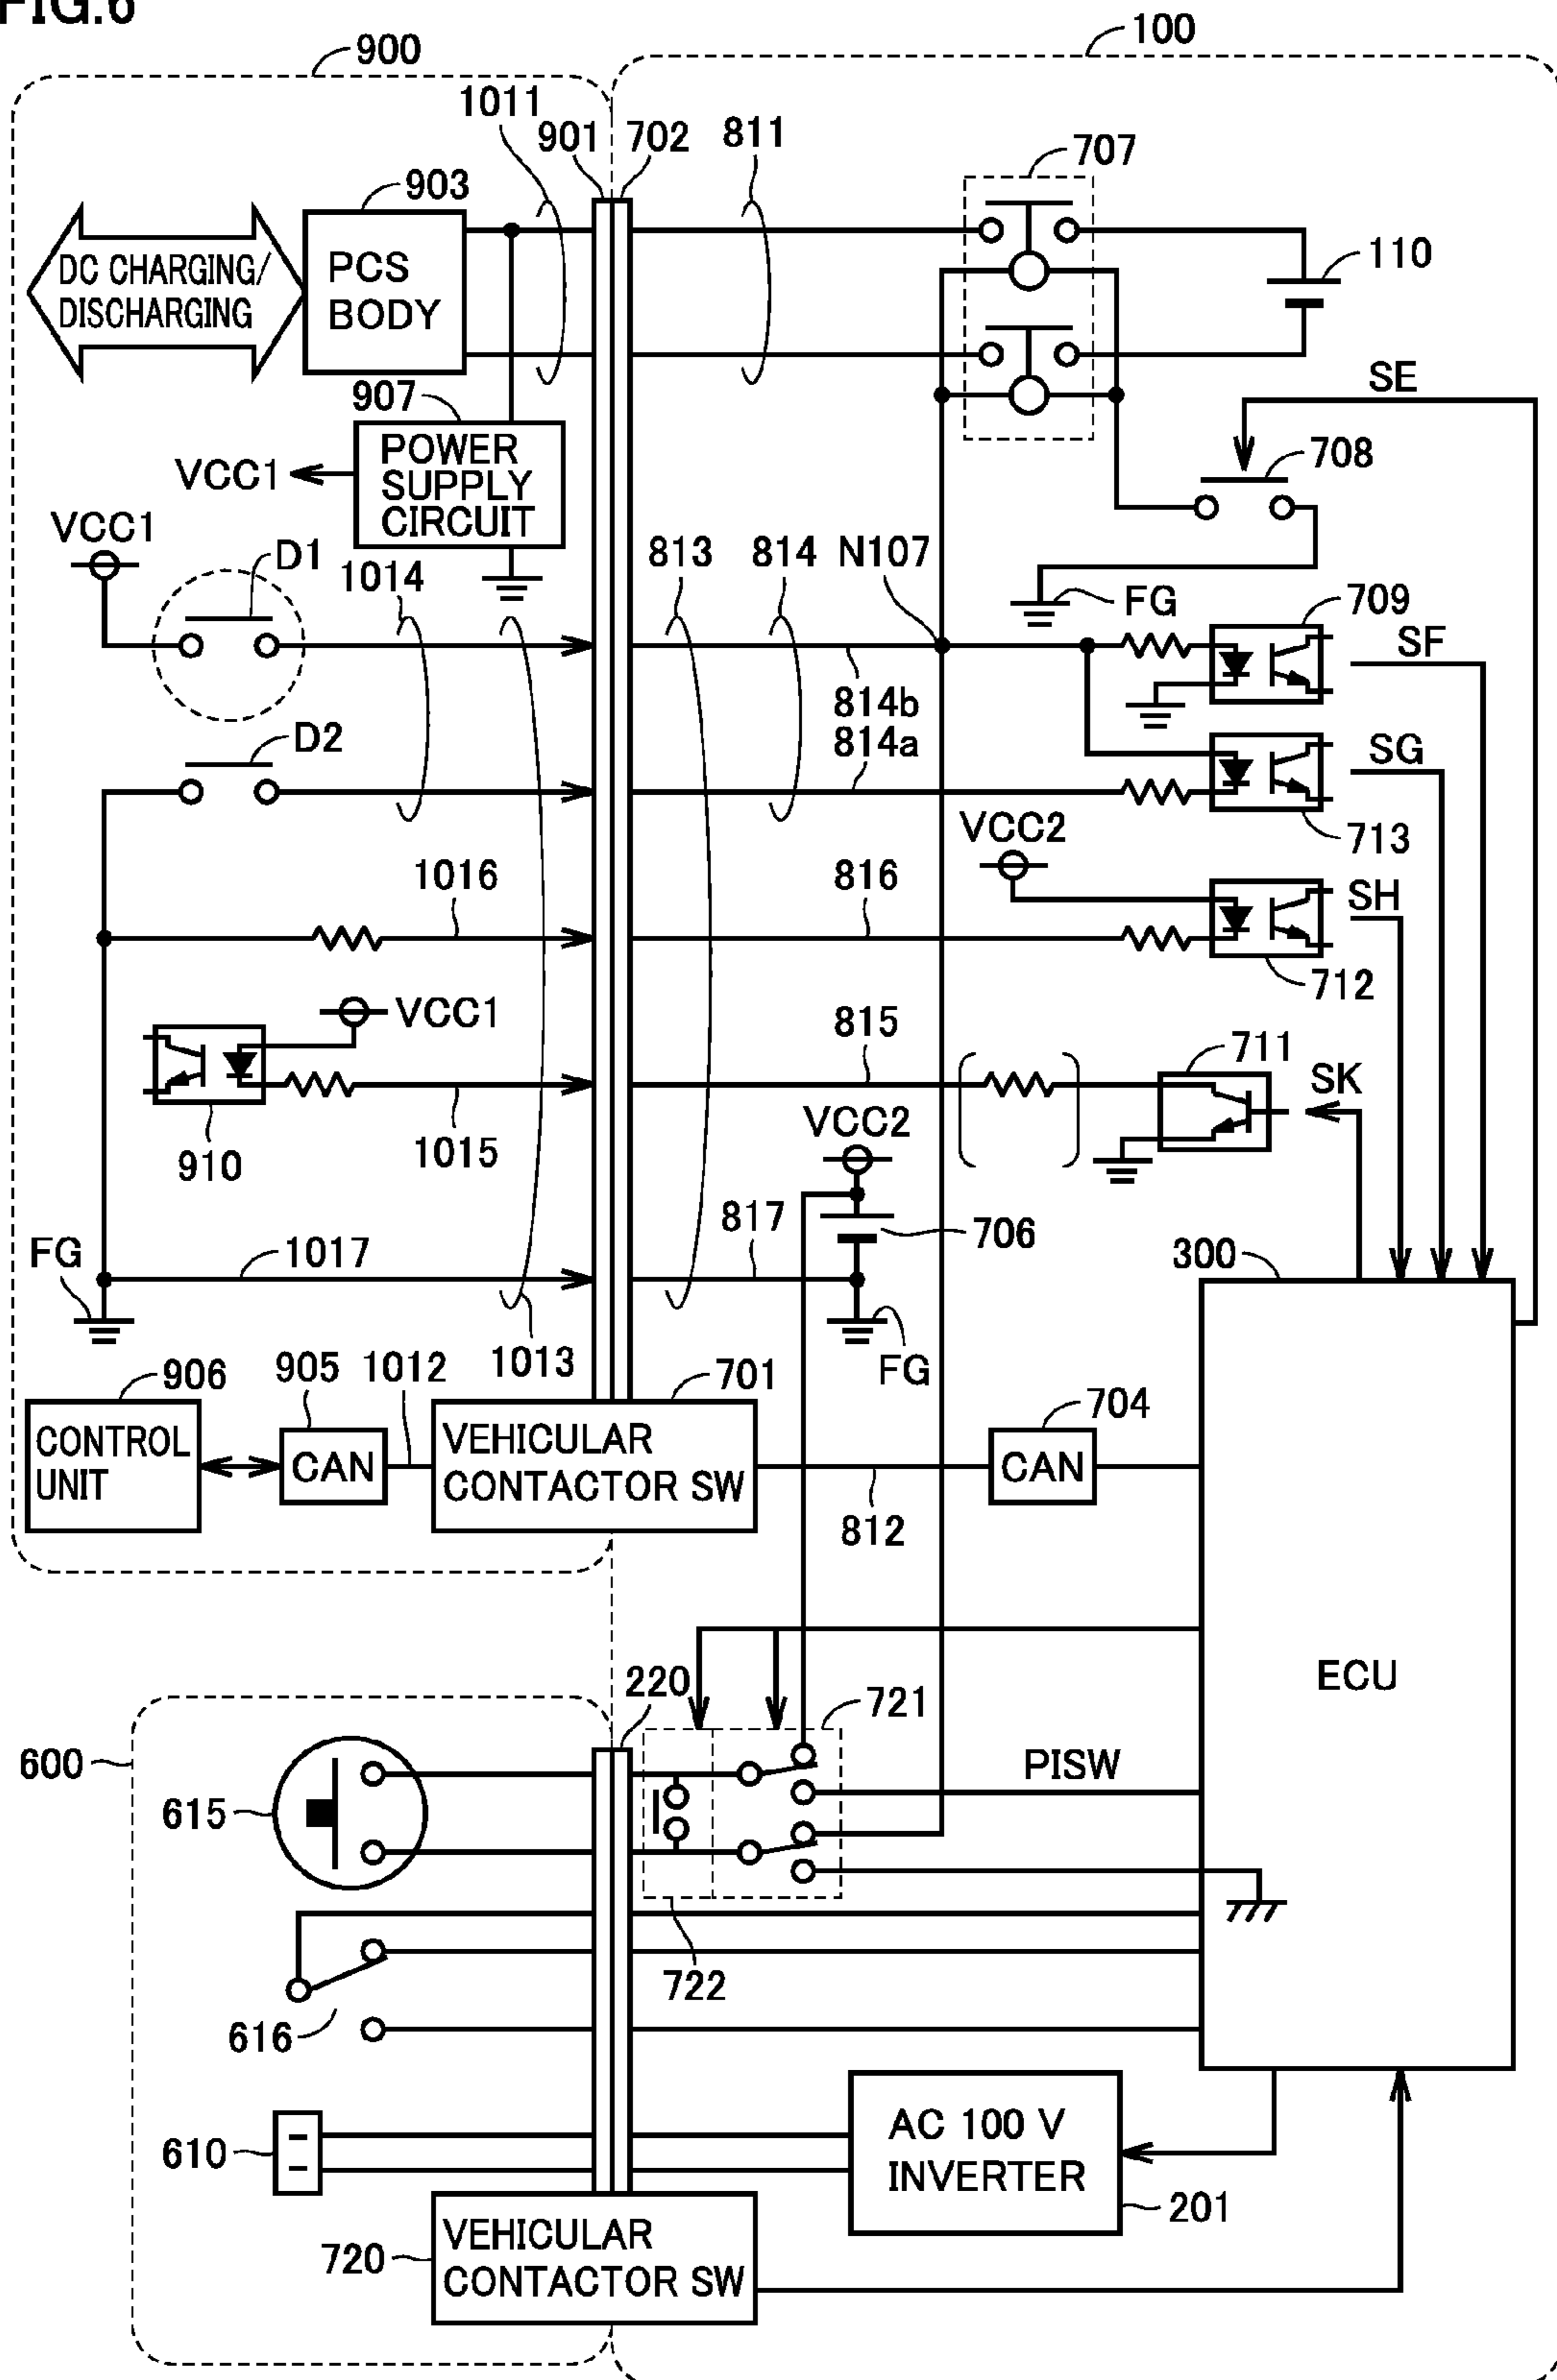 FIG.6
900
100
1011
901
702
811
707
903
110
DC CHARGING/
DISCHARGING
PCS
BODY
SE
907
VCC1
POWER
SUPPLY
CIRCUIT
708
VCC1
D1
1014
813
814
N107
FG
709
SF
814b
814a
D2
SG
713
VCC2
1016
816
SH
712
VCC1
815
711
SK
910
1015
VCC2
817
706
300
FG
1017
1013
FG
906
905
1012
701
704
CONTROL
UNIT
CAN
VEHICULAR
CONTACTOR SW
CAN
812
ECU
220
721
600
PISW
615
722
616
610
AC 100 V
INVERTER
201
720
VEHICULAR
CONTACTOR SW